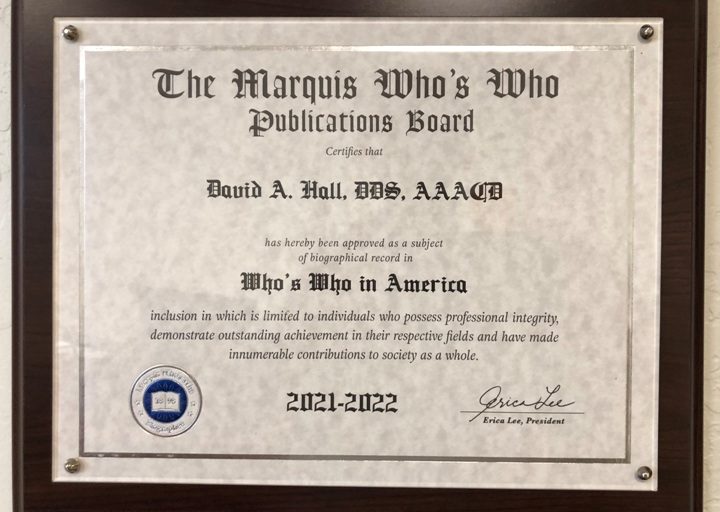 The Marquis Who's Who
Publications Board
Certifies that
David A. Hall, DDS, AAACD
has hereby been approved as a subject
of biographical record in
Who's Who in America
inclusion in which is limited to individuals who possess professional integrity,
demonstrate outstanding achievement in their respective fields and have made
innumerable contributions to society as a whole.
2021-2022
Erica Lee
Erica Lee, President